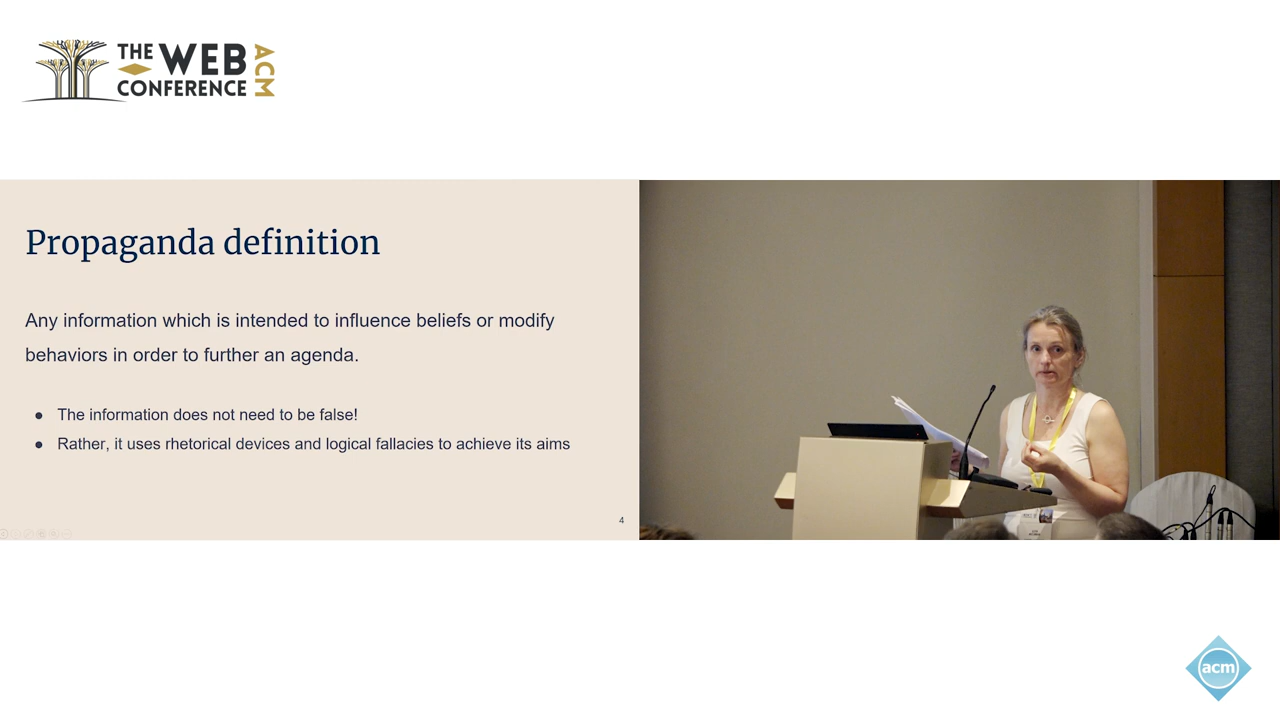 THE WEB
CONFERENCE
ACM
Propaganda definition
Any information which is intended to influence beliefs or modify
behaviors in order to further an agenda.
● The information does not need to be false!
● Rather, it uses rhetorical devices and logical fallacies to achieve its aims
4
acm